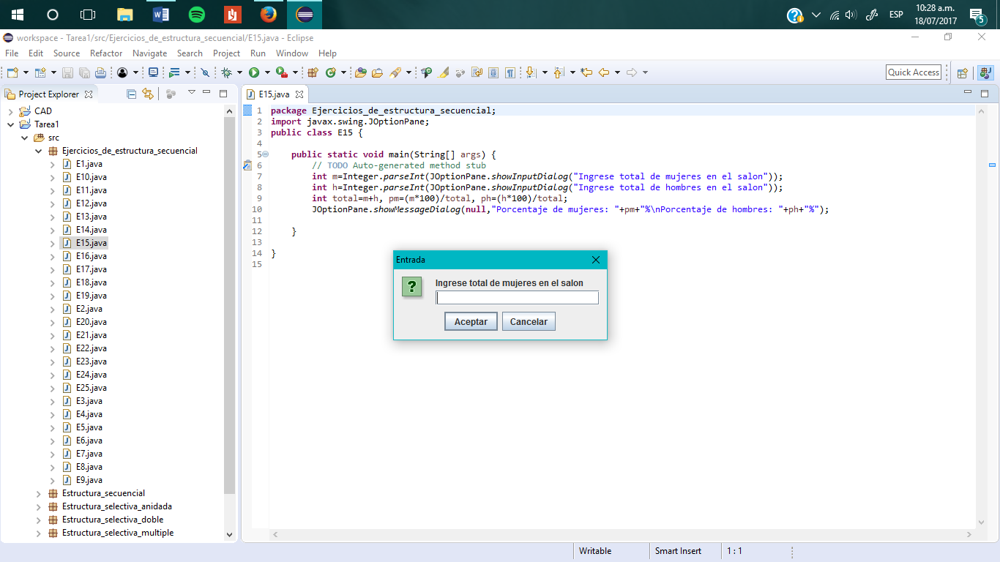 10:28 a.m.
ESP
18/07/2017
5
workspace - Tarea1/src/Ejercicios_de_estructura_secuencial/E15.java - Eclipse
File Edit Source Refactor Navigate Search Project Run Window Help
Quick Access
Project Explorer
CAD
Tarea1
src
Ejercicios_de_estructura_secuencial
E1.java
E10.java
E11.java
E12.java
E13.java
E14.java
E15.java
E16.java
E17.java
E18.java
E19.java
E2.java
E20.java
E21.java
E22.java
E23.java
E24.java
E25.java
E3.java
E4.java
E5.java
E6.java
E7.java
E8.java
E9.java
Estructura_secuencial
Estructura_selectiva_anidada
Estructura_selectiva_doble
Estructura_selectiva_multiple
E15.java
1 package Ejercicios_de_estructura_secuencial;
2 import javax.swing.JOptionPane;
3 public class E15 {
4
5 public static void main(String[] args) {
6 // TODO Auto-generated method stub
7 int m=Integer.parseInt(JOptionPane.showInputDialog("Ingrese total de mujeres en el salon"));
8 int h=Integer.parseInt(JOptionPane.showInputDialog("Ingrese total de hombres en el salon"));
9 int total=m+h, pm=(m*100)/total, ph=(h*100)/total;
10 JOptionPane.showMessageDialog(null,"Porcentaje de mujeres: "+pm+"%\nPorcentaje de hombres: "+ph+"%");
11
12 }
13
14 }
15
Entrada
Ingrese total de mujeres en el salon
Aceptar Cancelar
Writable Smart Insert 1 : 1